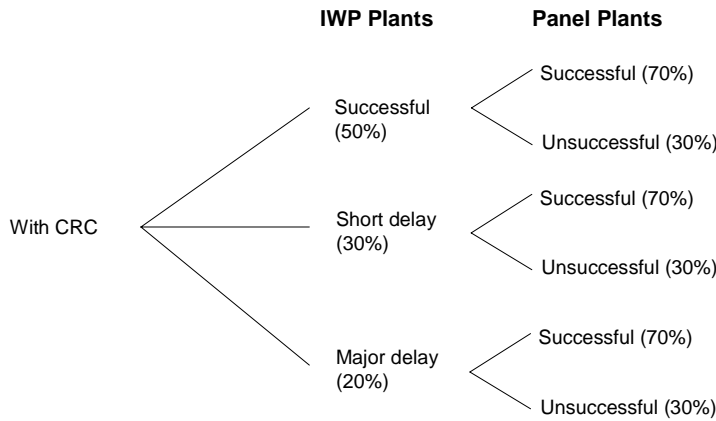 IWP Plants
Panel Plants
With CRC
Successful
(50%)
Successful (70%)
Unsuccessful (30%)
Short delay
(30%)
Successful (70%)
Unsuccessful (30%)
Major delay
(20%)
Successful (70%)
Unsuccessful (30%)